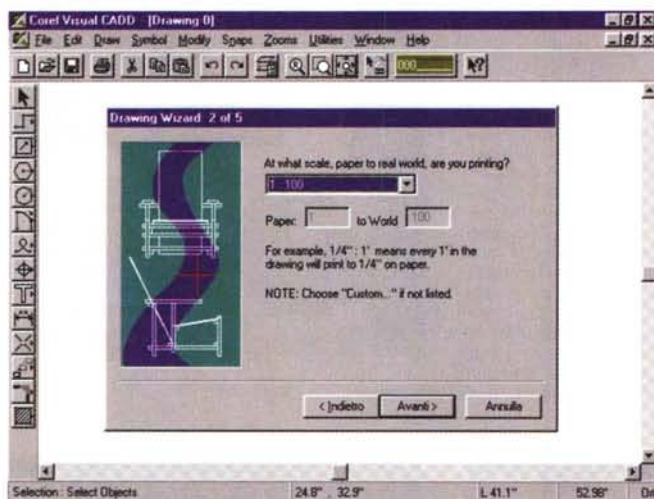 Corel Visual CADD - [Drawing 0]
File Edit Draw Symbol Modify Snaps Zooms Utilities Window Help
000
Drawing Wizard 2 of 5
At what scale, paper to real world, are you printing?
1 : 100
Paper: 1 to World 100
For example, 1/4" : 1' means every 1' in the
drawing will print to 1/4" on paper.
NOTE: Choose "Custom..." if not listed.
< Indietro Avanti > Annulla
Selection : Select Objects 24.8" , 32.9" L 41.1" 52.98"